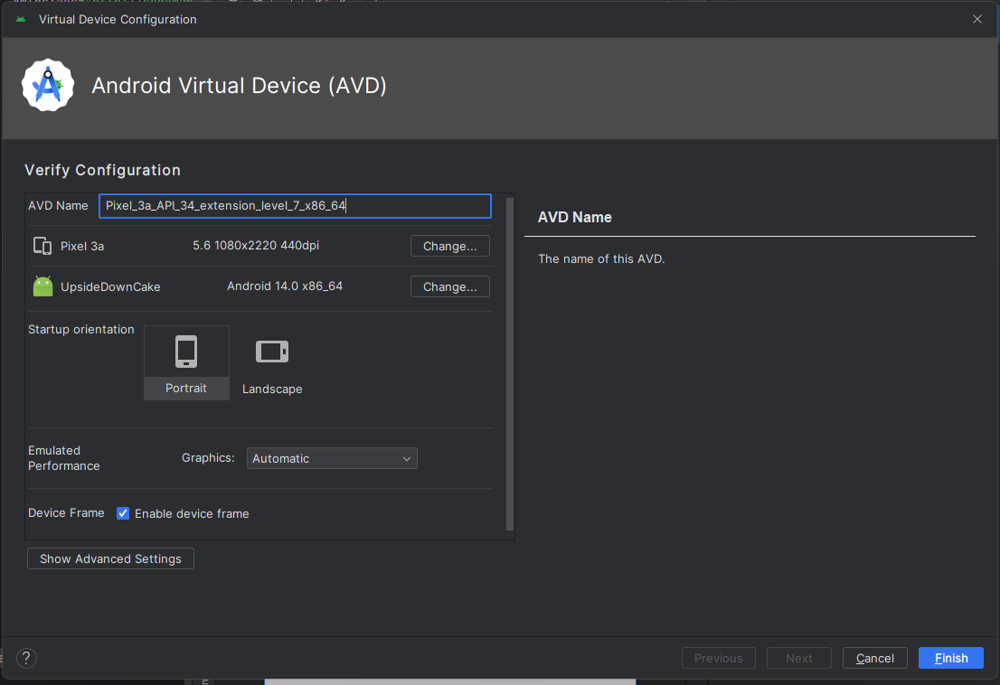 Virtual Device Configuration
Android Virtual Device (AVD)
Verify Configuration
AVD Name Pixel_3a_API_34_extension_level_7_x86_64
Pixel 3a 5.6 1080x2220 440dpi Change...
UpsideDownCake Android 14.0 x86_64 Change...
Startup orientation
Portrait
Landscape
Emulated
Performance
Graphics: Automatic
Device Frame Enable device frame
Show Advanced Settings
AVD Name
The name of this AVD.
?
Previous Next Cancel Finish